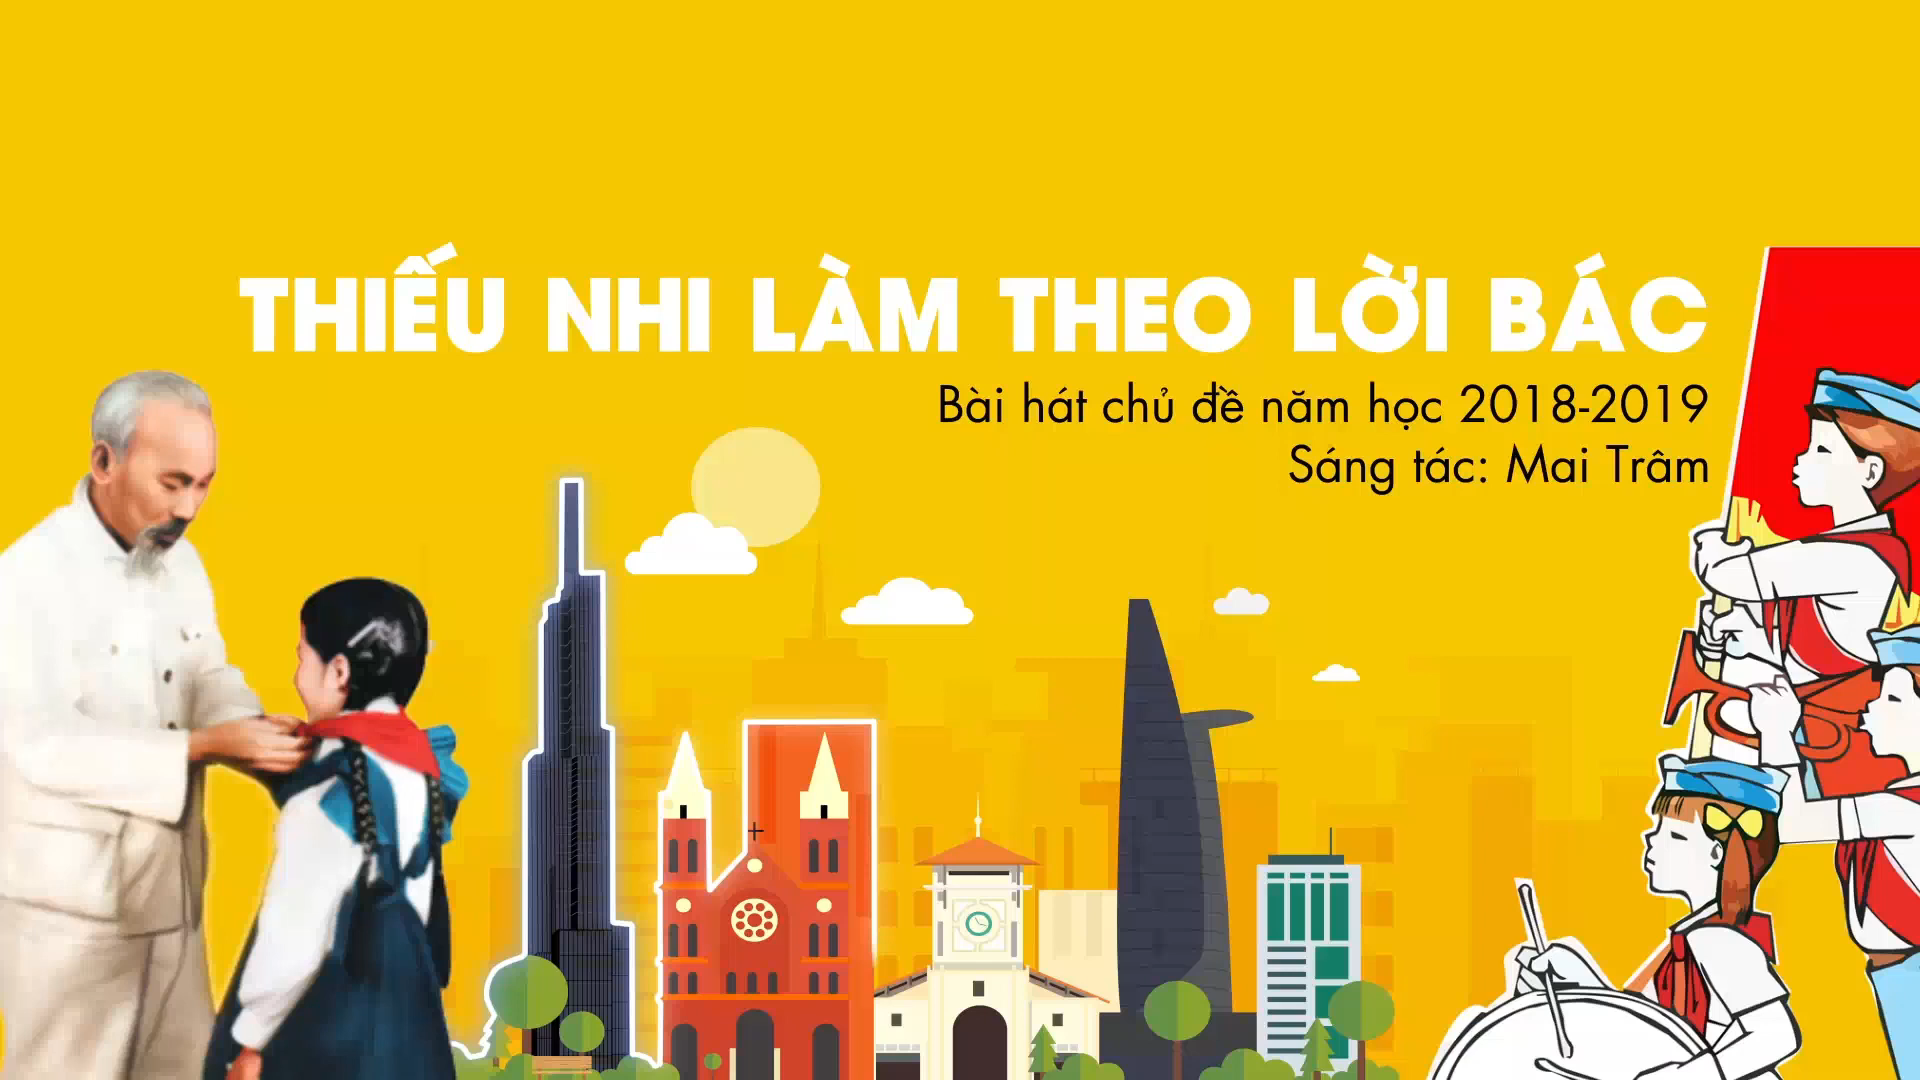 THIẾU NHI LÀM THEO LỜI BÁC
Bài hát chủ đề năm học 2018-2019
Sáng tác: Mai Trâm